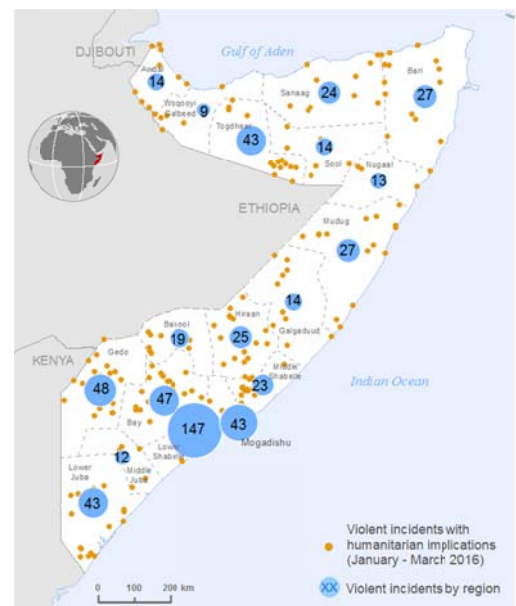 DJIBOUTI
Gulf of Aden
Awdal
14
Woqooyi
Galbeed
9
Togdheer
43
Sanaag
24
Bari
27
Sool
14
Nugaal
13
ETHIOPIA
Mudug
27
14
Galgaduud
Hiraan
25
Bakool
19
Middle
Shabelle
23
KENYA
Gedo
48
47
Bay
147
Lower
Shabelle
43
Mogadishu
Indian Ocean
12
Middle
Juba
Lower
Juba
43
Violent incidents with
humanitarian implications
(January - March 2016)
XX Violent incidents by region
0 100 200 km